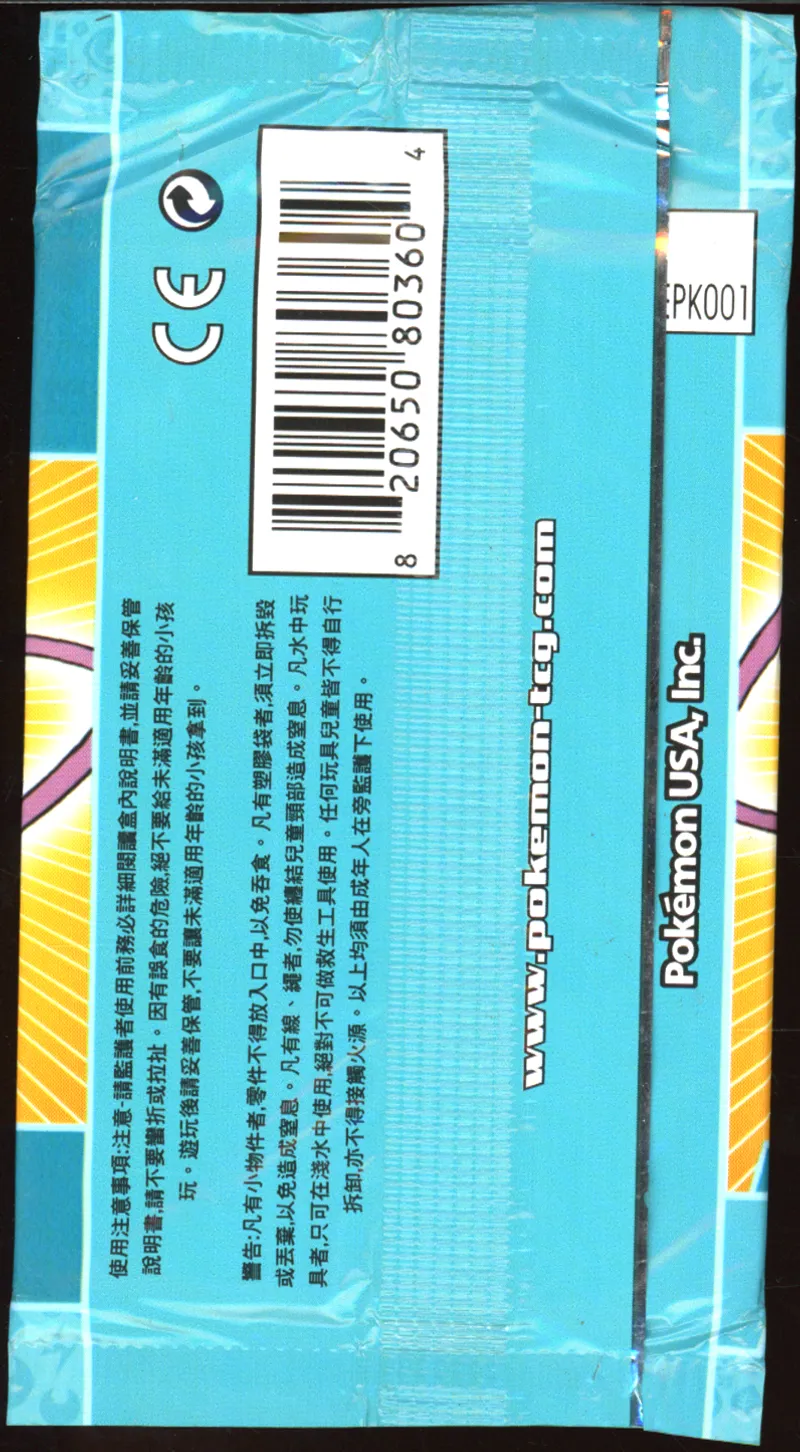 使用注意事項:注意-請監護者使用前務必詳細閱讀盒內說明書,並請妥善保管
說明書,請不要彎折或拉扯。因有誤食的危險,絕不要給未滿適用年齡的小孩
玩。遊玩後請妥善保管,不要讓未滿適用年齡的小孩拿到。
警告:凡有小物件者,零件不得放入口中,以免吞食。凡有塑膠袋者,須立即拆毀
或丟棄,以免造成窒息。凡有線、繩者,勿使纏結兒童頸部造成窒息。凡水中玩
具者,只可在淺水中使用,絕對不可做救生工具使用。任何玩具兒童皆不得自行
拆卸,亦不得接觸火源。以上均須由成年人在旁監護下使用。
CE
8 20650 80360 4
www.pokemon-tcg.com
Pokémon USA, Inc.
EPK001